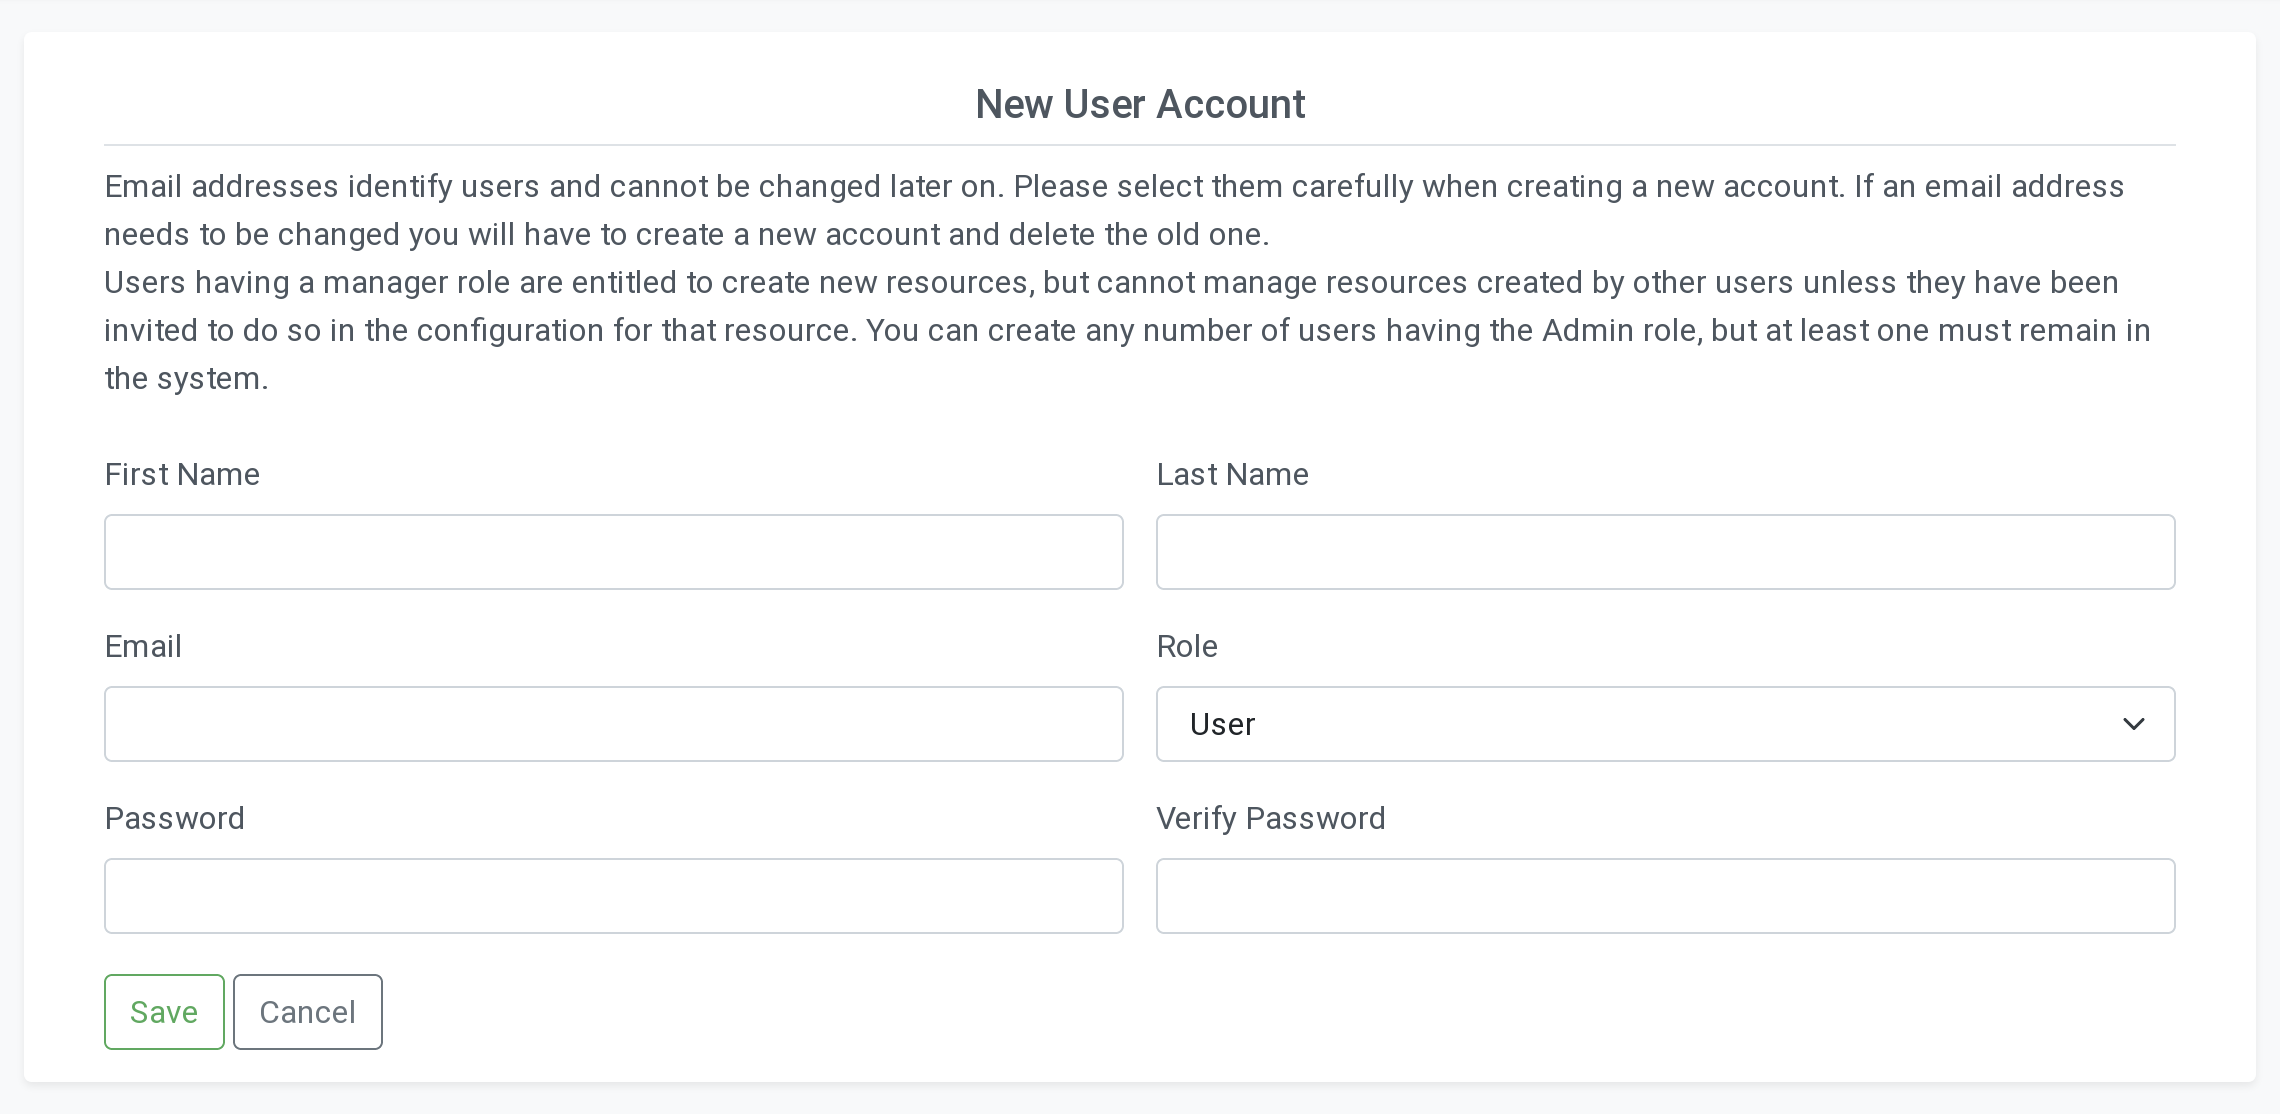 New User Account
Email addresses identify users and cannot be changed later on. Please select them carefully when creating a new account. If an email address
needs to be changed you will have to create a new account and delete the old one.
Users having a manager role are entitled to create new resources, but cannot manage resources created by other users unless they have been
invited to do so in the configuration for that resource. You can create any number of users having the Admin role, but at least one must remain in
the system.
First Name
Last Name
Email
Role
User
Password
Verify Password
Save
Cancel